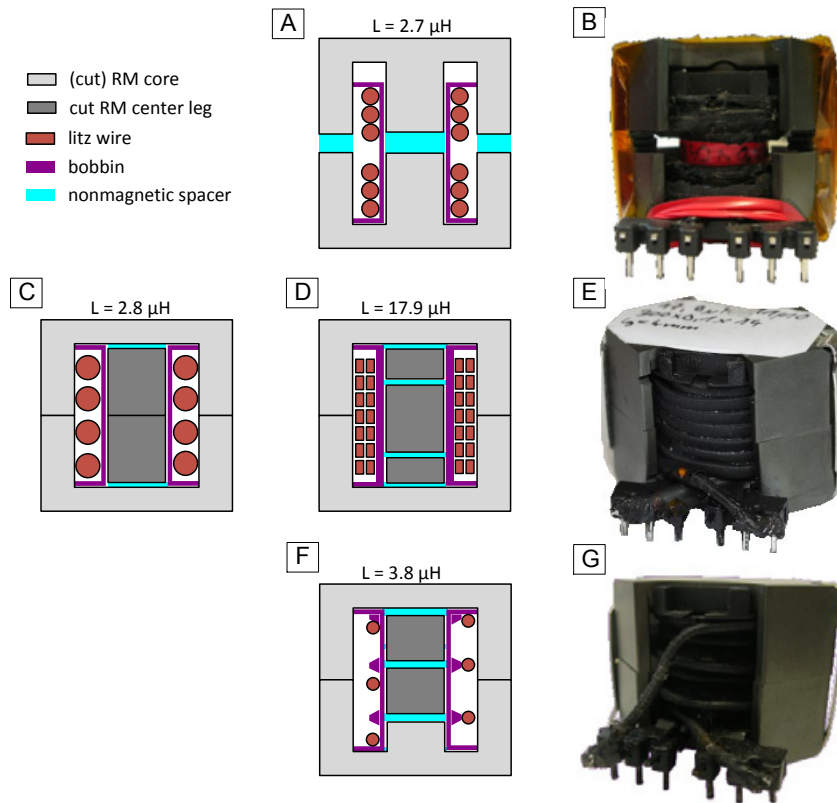 A
L = 2.7 µH
B
(cut) RM core
cut RM center leg
litz wire
bobbin
nonmagnetic spacer
C
L = 2.8 µH
D
L = 17.9 µH
E
F
L = 3.8 µH
G